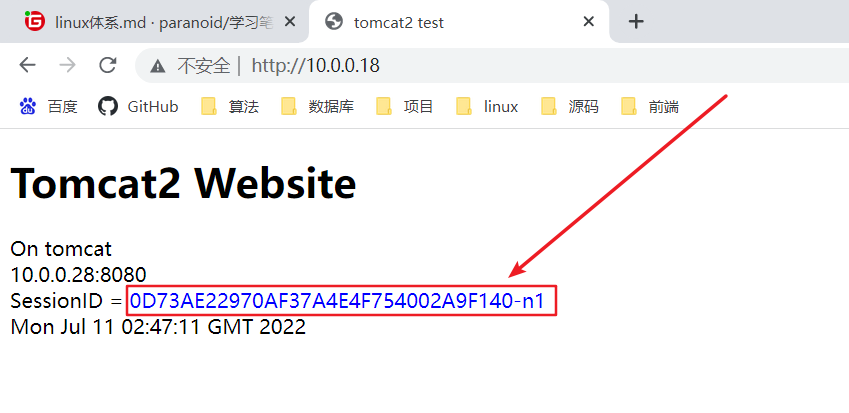 linux体系.md · paranoid/学习笔
tomcat2 test
不安全 | http://10.0.0.18
百度 GitHub 算法 数据库 项目 linux 源码 前端
Tomcat2 Website
On tomcat
10.0.0.28:8080
SessionID = 0D73AE22970AF37A4E4F754002A9F140-n1
Mon Jul 11 02:47:11 GMT 2022